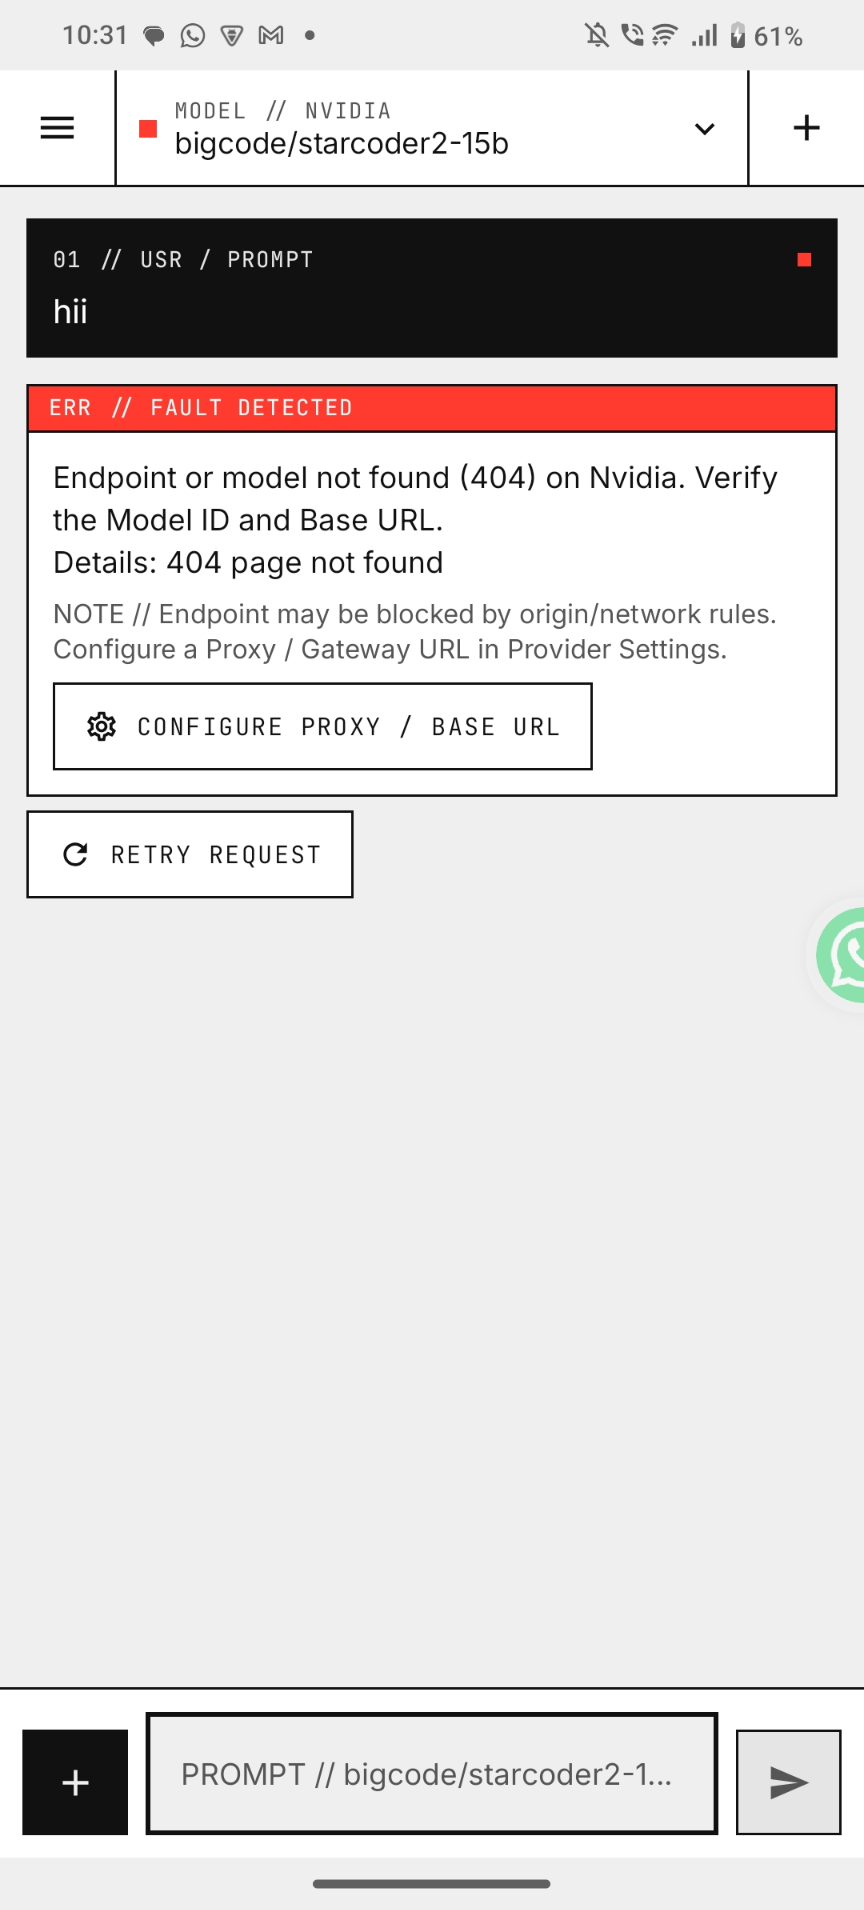 10:31
61%
MODEL // NVIDIA
bigcode/starcoder2-15b
01 // USR / PROMPT
hii
ERR // FAULT DETECTED
Endpoint or model not found (404) on Nvidia. Verify
the Model ID and Base URL.
Details: 404 page not found
NOTE // Endpoint may be blocked by origin/network rules.
Configure a Proxy / Gateway URL in Provider Settings.
CONFIGURE PROXY / BASE URL
RETRY REQUEST
PROMPT // bigcode/starcoder2-1...